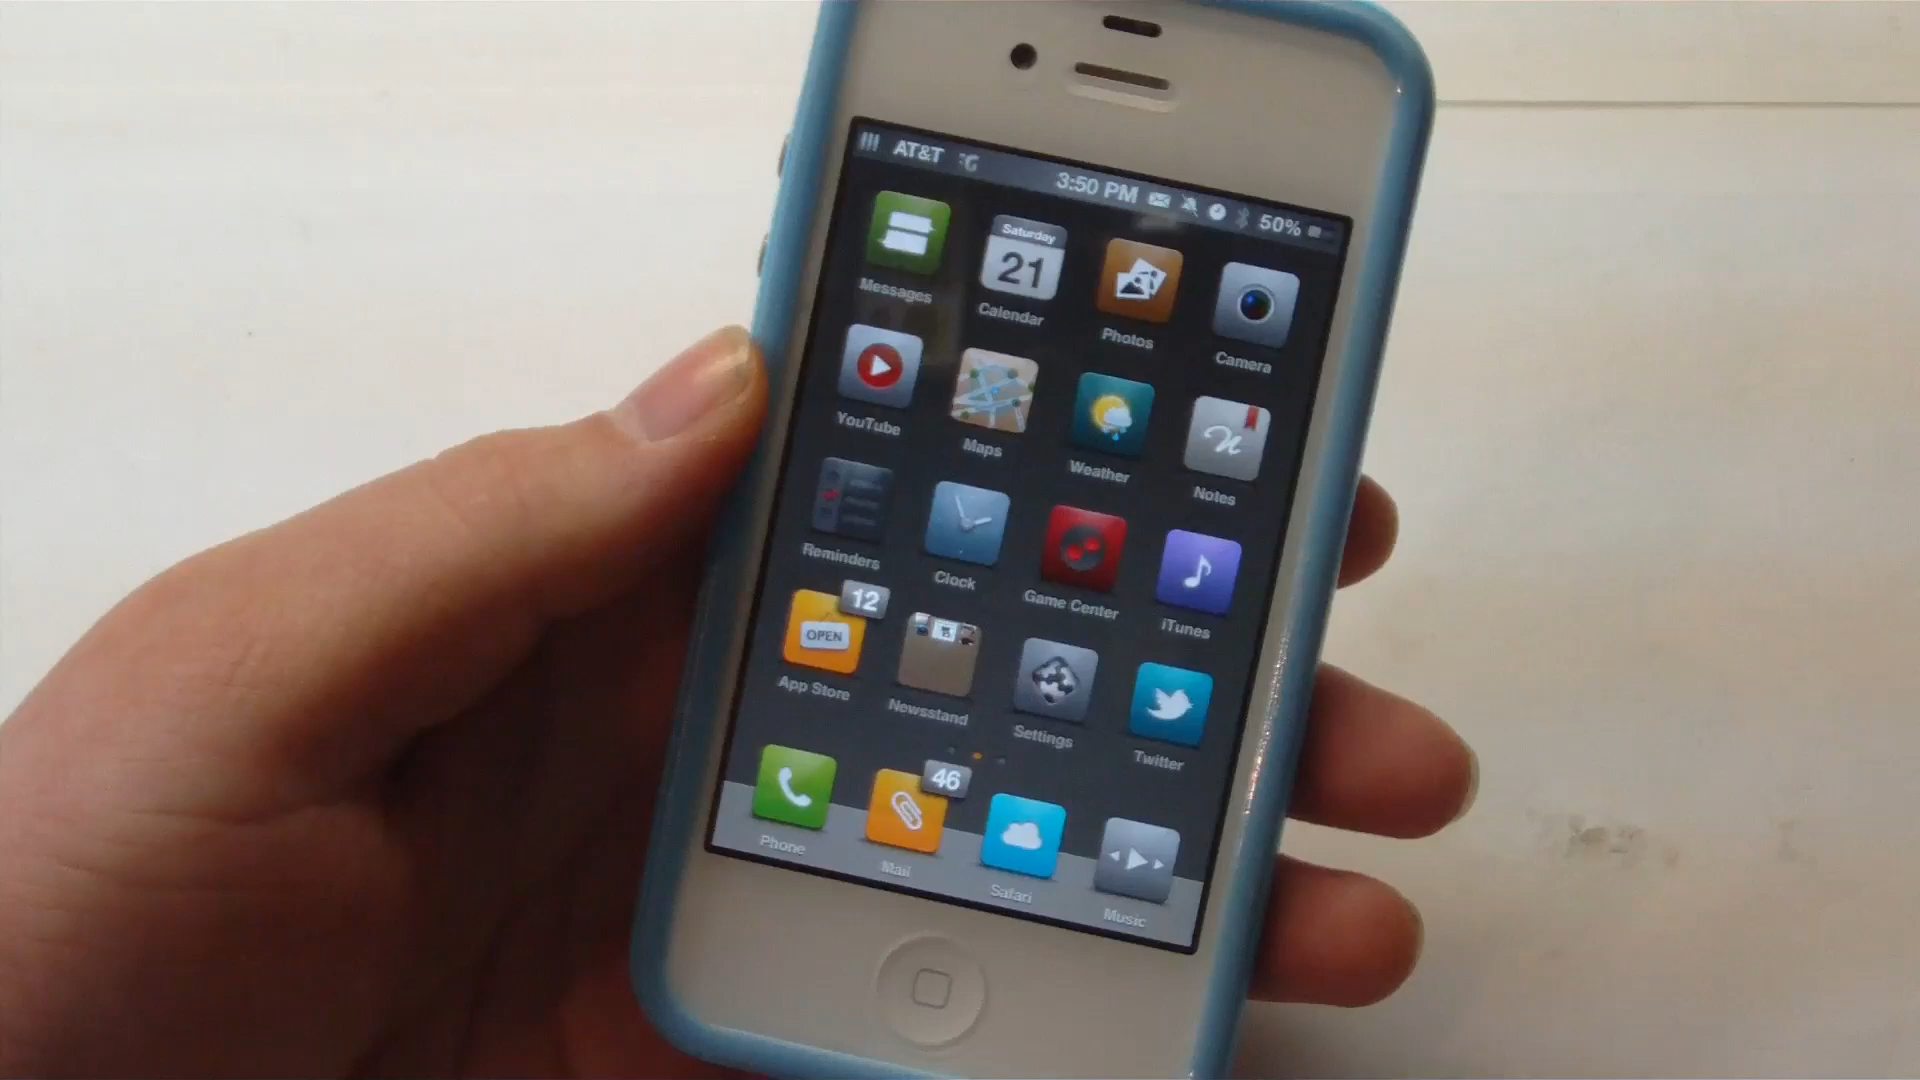 AT&T 3:50 PM 50%
Saturday
21
Messages Calendar Photos Camera
YouTube Maps Weather Notes
Reminders Clock Game Center iTunes
12
OPEN
App Store Newsstand Settings Twitter
46
Phone Mail Safari Music